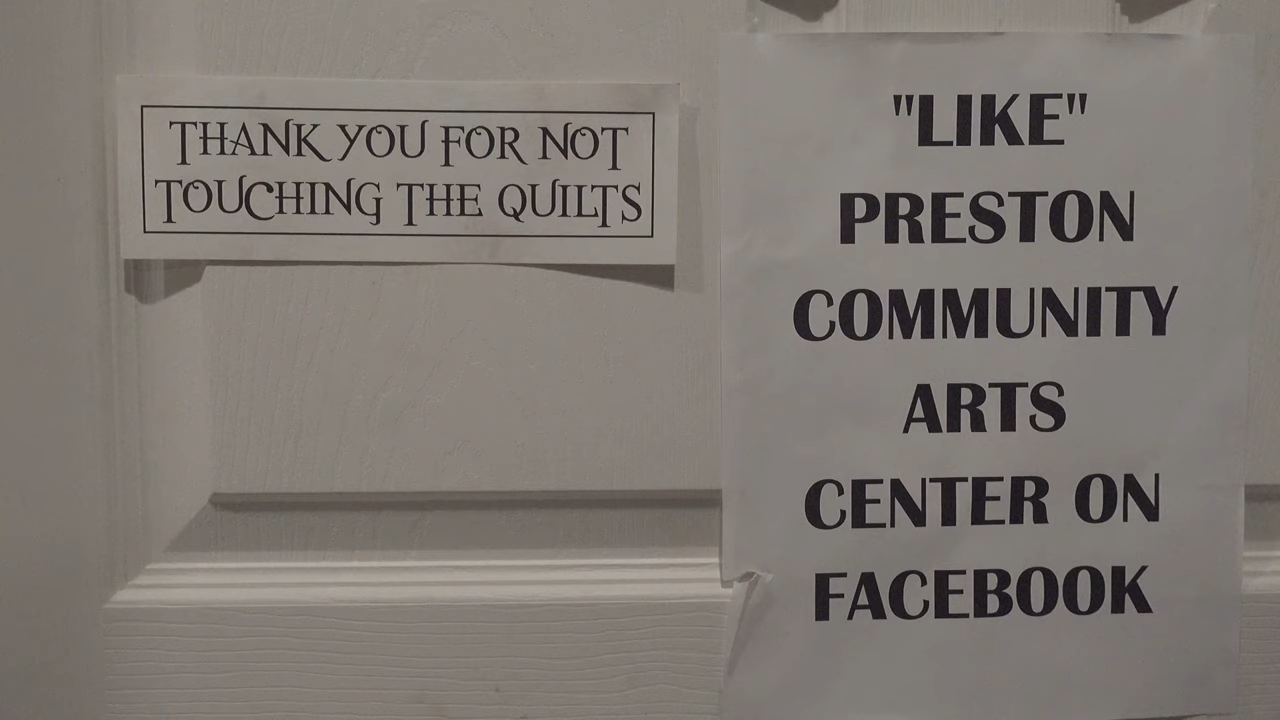 THANK YOU FOR NOT
TOUCHING THE QUILTS
"LIKE"
PRESTON
COMMUNITY
ARTS
CENTER ON
FACEBOOK